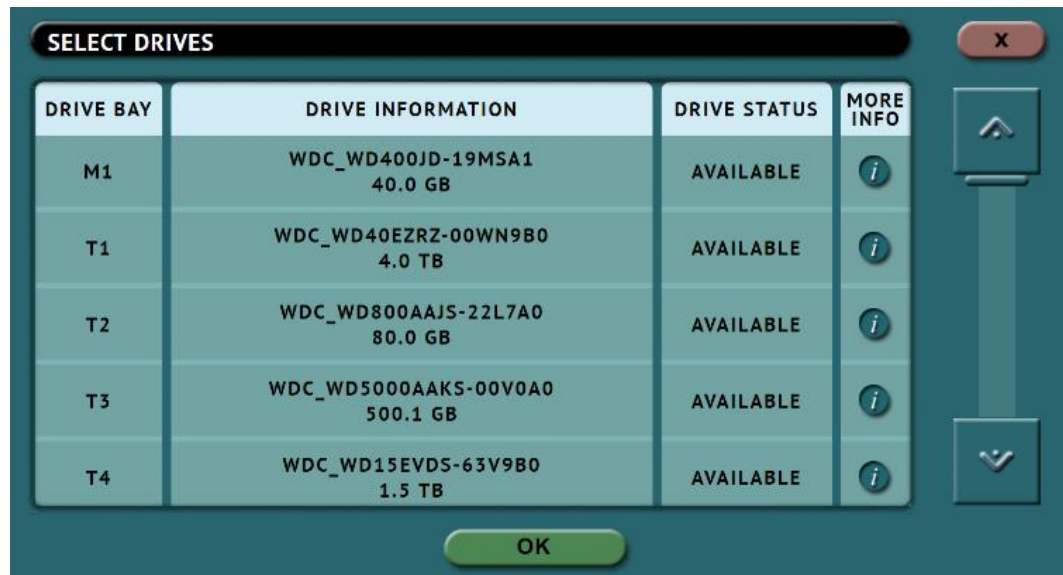 SELECT DRIVES
X
DRIVE BAY
DRIVE INFORMATION
DRIVE STATUS
MORE
INFO
M1
WDC_WD400JD-19MSA1
40.0 GB
AVAILABLE
i
T1
WDC_WD40EZRZ-00WN9B0
4.0 TB
AVAILABLE
i
T2
WDC_WD800AAJS-22L7A0
80.0 GB
AVAILABLE
i
T3
WDC_WD5000AAKS-00V0A0
500.1 GB
AVAILABLE
i
T4
WDC_WD15EVDS-63V9B0
1.5 TB
AVAILABLE
i
OK